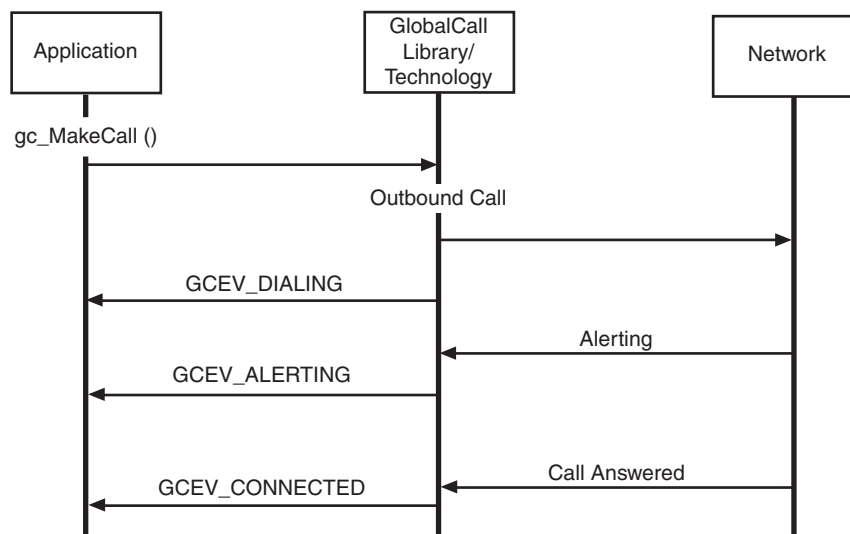 Application
GlobalCall
Library/
Technology
Network
gc_MakeCall ()
Outbound Call
GCEV_DIALING
Alerting
GCEV_ALERTING
Call Answered
GCEV_CONNECTED